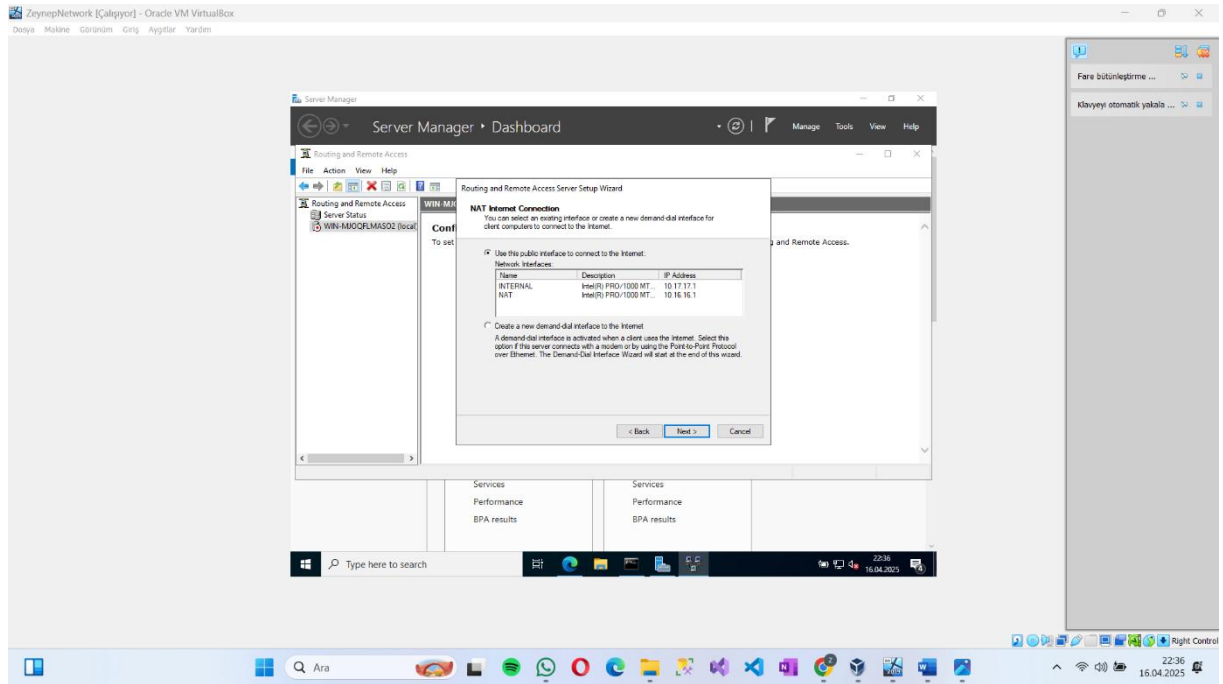 ZeynepNetwork [Çalışıyor] - Oracle VM VirtualBox
Dosya Makine Görünüm Giriş Aygıtlar Yardım
Fare bütünleştirme ...
Klavyeyi otomatik yakala ...
Server Manager
Server Manager • Dashboard
Manage Tools View Help
Routing and Remote Access
File Action View Help
Routing and Remote Access
Server Status
WIN-MJOQFLMASO2 (local)
WIN-MJO
Conf
To set
g and Remote Access.
Routing and Remote Access Server Setup Wizard
NAT Internet Connection
You can select an existing interface or create a new demand-dial interface for
client computers to connect to the Internet.
Use this public interface to connect to the Internet:
Network Interfaces:
Name Description IP Address
INTERNAL Intel(R) PRO/1000 MT... 10.17.17.1
NAT Intel(R) PRO/1000 MT... 10.16.16.1
Create a new demand-dial interface to the Internet
A demand-dial interface is activated when a client uses the Internet. Select this
option if this server connects with a modem or by using the Point-to-Point Protocol
over Ethernet. The Demand-Dial Interface Wizard will start at the end of this wizard.
< Back Next > Cancel
Services Services
Performance Performance
BPA results BPA results
Type here to search
22:36
16.04.2025
4
Right Control
Ara
22:36
16.04.2025